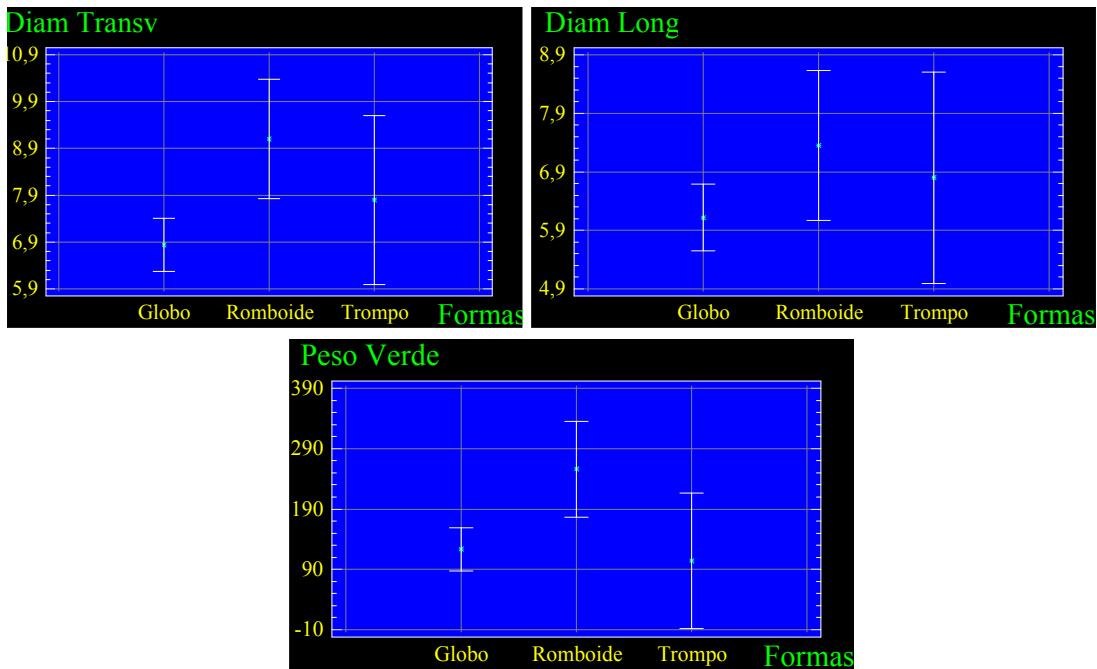 Diam Transv
10,9
9,9
8,9
7,9
6,9
5,9
Globo Romboide Trompo Formas
Diam Long
8,9
7,9
6,9
5,9
4,9
Globo Romboide Trompo Formas
Peso Verde
390
290
190
90
-10
Globo Romboide Trompo Formas